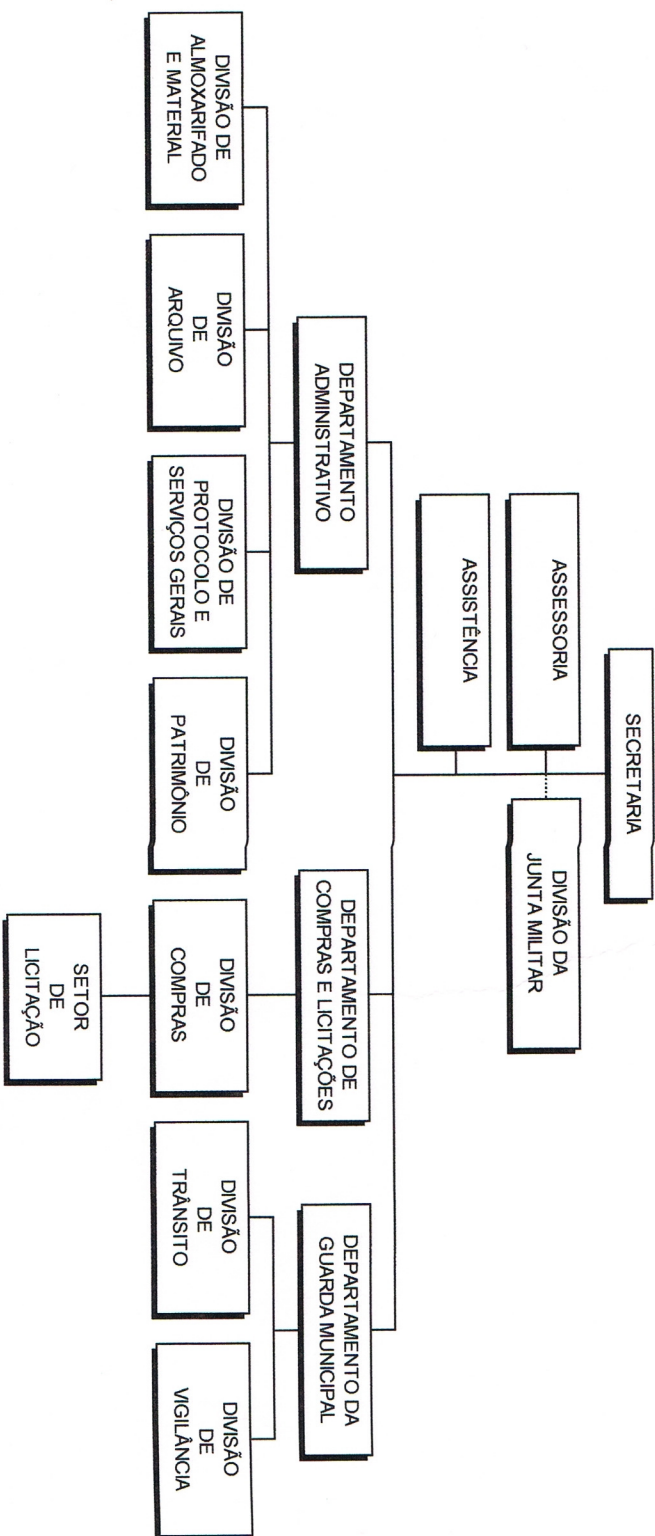 SECRETARIA
ASSESSORIA
DIVISÃO DA
JUNTA MILITAR
ASSISTÊNCIA
DEPARTAMENTO
ADMINISTRATIVO
DEPARTAMENTO DE
COMPRAS E LICITAÇÕES
DEPARTAMENTO DA
GUARDA MUNICIPAL
DIVISÃO DE
ALMOXARIFADO
E MATERIAL
DIVISÃO
DE
ARQUIVO
DIVISÃO DE
PROTOCOLO E
SERVIÇOS GERAIS
DIVISÃO
DE
PATRIMÔNIO
DIVISÃO
DE
COMPRAS
DIVISÃO
DE
TRÂNSITO
DIVISÃO
DE
VIGILÂNCIA
SETOR
DE
LICITAÇÃO